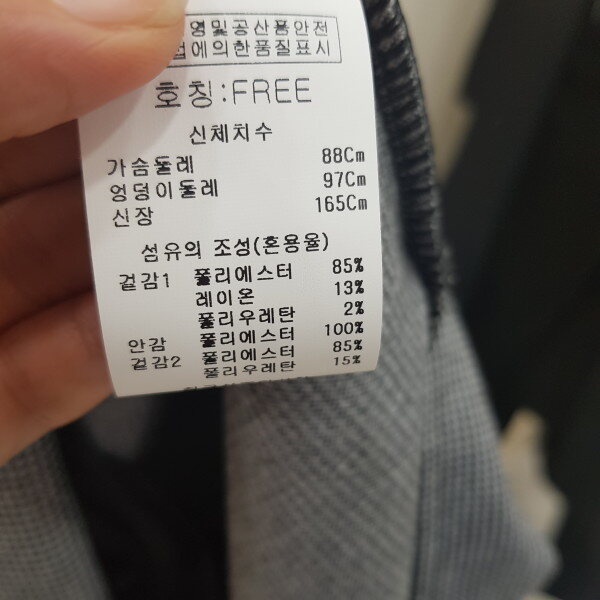 영및공산품안전
법에의한품질표시
호칭:FREE
신체치수
가슴둘레 88Cm
엉덩이둘레 97Cm
신장 165Cm
섬유의 조성(혼용율)
겉감1 폴리에스터 85%
레이온 13%
폴리우레탄 2%
안감 폴리에스터 100%
겉감2 폴리에스터 85%
폴리우레탄 15%